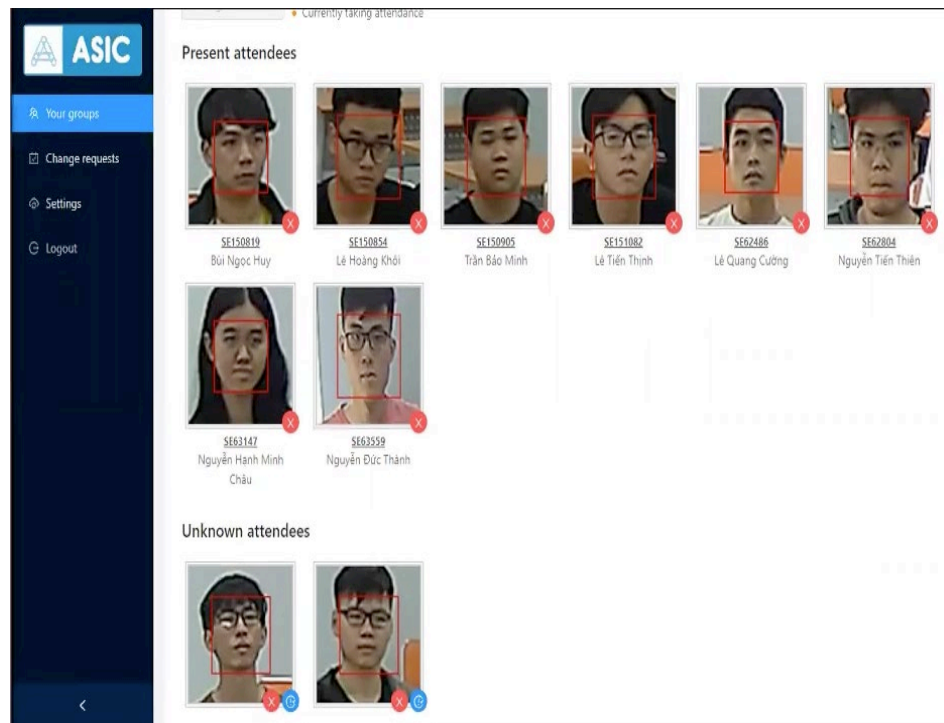 ASIC
Your groups
Change requests
Settings
Logout
Currently taking attendance
Present attendees
SE150819
Bùi Ngọc Huy
SE150854
Lê Hoàng Khôi
SE150905
Trần Bảo Minh
SE151082
Lê Tiến Thịnh
SE62486
Lê Quang Cường
SE62804
Nguyễn Tiến Thiên
SE63147
Nguyễn Hạnh Minh
Châu
SE63559
Nguyễn Đức Thành
Unknown attendees